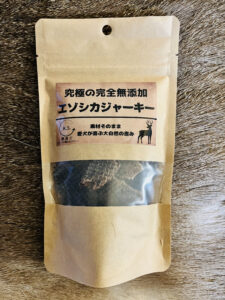 究極の完全無添加
エゾシカジャーキー
素材そのまま
愛犬が喜ぶ大自然の恵み